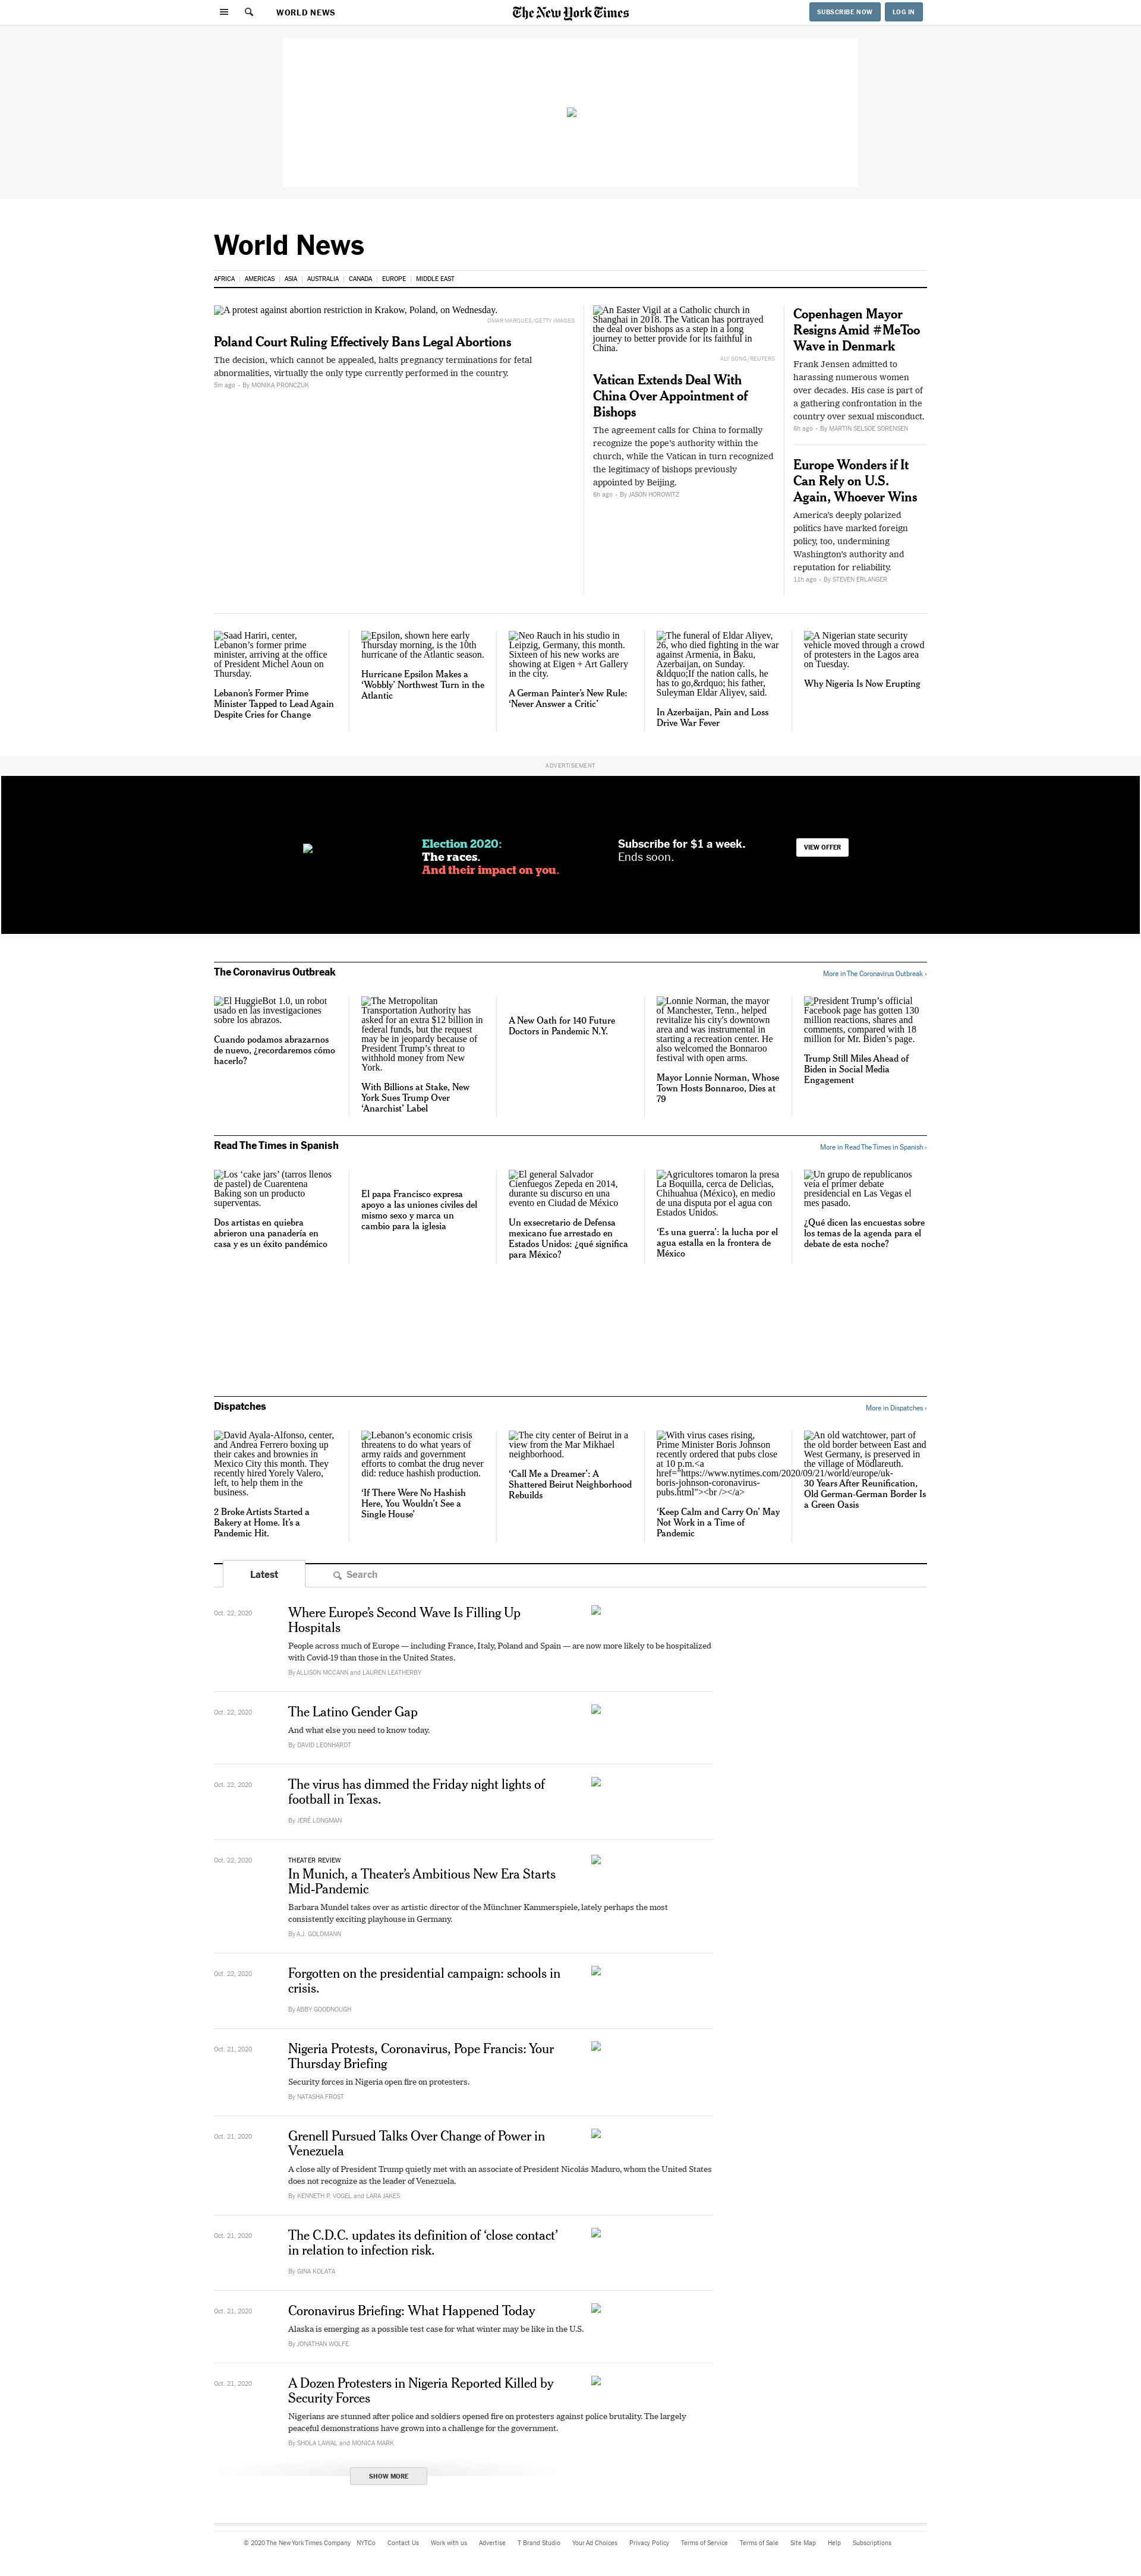 WORLD NEWS
The New York Times
SUBSCRIBE NOW
LOG IN
World News
AFRICA
AMERICAS
ASIA
AUSTRALIA
CANADA
EUROPE
MIDDLE EAST
A protest against abortion restriction in Krakow, Poland, on Wednesday.
OMAR MARQUES/GETTY IMAGES
Poland Court Ruling Effectively Bans Legal Abortions
The decision, which cannot be appealed, halts pregnancy terminations for fetal
abnormalities, virtually the only type currently performed in the country.
5m ago · By MONIKA PRONCZUK
An Easter Vigil at a Catholic church in
Shanghai in 2018. The Vatican has portrayed
the deal over bishops as a step in a long
journey to better provide for its faithful in
China.
ALY SONG/REUTERS
Vatican Extends Deal With
China Over Appointment of
Bishops
The agreement calls for China to formally
recognize the pope's authority within the
church, while the Vatican in turn recognized
the legitimacy of bishops previously
appointed by Beijing.
6h ago · By JASON HOROWITZ
Copenhagen Mayor
Resigns Amid #MeToo
Wave in Denmark
Frank Jensen admitted to
harassing numerous women
over decades. His case is part of
a gathering confrontation in the
country over sexual misconduct.
6h ago · By MARTIN SELSOE SORENSEN
Europe Wonders if It
Can Rely on U.S.
Again, Whoever Wins
America's deeply polarized
politics have marked foreign
policy, too, undermining
Washington's authority and
reputation for reliability.
11h ago · By STEVEN ERLANGER
Saad Hariri, center,
Lebanon's former prime
minister, arriving at the office
of President Michel Aoun on
Thursday.
Lebanon's Former Prime
Minister Tapped to Lead Again
Despite Cries for Change
Epsilon, shown here early
Thursday morning, is the 10th
hurricane of the Atlantic season.
Hurricane Epsilon Makes a
‘Wobbly’ Northwest Turn in the
Atlantic
Neo Rauch in his studio in
Leipzig, Germany, this month.
Sixteen of his new works are
showing at Eigen + Art Gallery
in the city.
A German Painter's New Rule:
‘Never Answer a Critic’
The funeral of Eldar Aliyev,
26, who died fighting in the war
against Armenia, in Baku,
Azerbaijan, on Sunday.
&ldquo;If the nation calls, he
has to go,&rdquo; his father,
Suleyman Eldar Aliyev, said.
In Azerbaijan, Pain and Loss
Drive War Fever
A Nigerian state security
vehicle moved through a crowd
of protesters in the Lagos area
on Tuesday.
Why Nigeria Is Now Erupting
ADVERTISEMENT
Election 2020:
The races.
And their impact on you.
Subscribe for $1 a week.
Ends soon.
VIEW OFFER
The Coronavirus Outbreak
More in The Coronavirus Outbreak ›
El HuggieBot 1.0, un robot
usado en las investigaciones
sobre los abrazos.
Cuando podamos abrazarnos
de nuevo, ¿recordaremos cómo
hacerlo?
The Metropolitan
Transportation Authority has
asked for an extra $12 billion in
federal funds, but the request
may be in jeopardy because of
President Trump's threat to
withhold money from New
York.
With Billions at Stake, New
York Sues Trump Over
‘Anarchist’ Label
A New Oath for 140 Future
Doctors in Pandemic N.Y.
Lonnie Norman, the mayor
of Manchester, Tenn., helped
revitalize his city's downtown
area and was instrumental in
starting a recreation center. He
also welcomed the Bonnaroo
festival with open arms.
Mayor Lonnie Norman, Whose
Town Hosts Bonnaroo, Dies at
79
President Trump's official
Facebook page has gotten 130
million reactions, shares and
comments, compared with 18
million for Mr. Biden's page.
Trump Still Miles Ahead of
Biden in Social Media
Engagement
Read The Times in Spanish
More in Read The Times in Spanish ›
Los ‘cake jars’ (tarros llenos
de pastel) de Cuarentena
Baking son un producto
superventas.
Dos artistas en quiebra
abrieron una panadería en
casa y es un éxito pandémico
El papa Francisco expresa
apoyo a las uniones civiles del
mismo sexo y marca un
cambio para la iglesia
El general Salvador
Cienfuegos Zepeda en 2014,
durante su discurso en una
evento en Ciudad de México
Un exsecretario de Defensa
mexicano fue arrestado en
Estados Unidos: ¿qué significa
para México?
Agricultores tomaron la presa
La Boquilla, cerca de Delicias,
Chihuahua (México), en medio
de una disputa por el agua con
Estados Unidos.
‘Es una guerra’: la lucha por el
agua estalla en la frontera de
México
Un grupo de republicanos
veía el primer debate
presidencial en Las Vegas el
mes pasado.
¿Qué dicen las encuestas sobre
los temas de la agenda para el
debate de esta noche?
Dispatches
More in Dispatches ›
David Ayala-Alfonso, center,
and Andrea Ferrero boxing up
their cakes and brownies in
Mexico City this month. They
recently hired Yorely Valero,
left, to help them in the
business.
2 Broke Artists Started a
Bakery at Home. It's a
Pandemic Hit.
Lebanon's economic crisis
threatens to do what years of
army raids and government
efforts to combat the drug never
did: reduce hashish production.
‘If There Were No Hashish
Here, You Wouldn't See a
Single House’
The city center of Beirut in a
view from the Mar Mikhael
neighborhood.
‘Call Me a Dreamer’: A
Shattered Beirut Neighborhood
Rebuilds
With virus cases rising,
Prime Minister Boris Johnson
recently ordered that pubs close
at 10 p.m.<a
href="https://www.nytimes.com/2020/09/21/world/europe/uk-
boris-johnson-coronavirus-
pubs.html"><br /></a>
‘Keep Calm and Carry On’ May
Not Work in a Time of
Pandemic
An old watchtower, part of
the old border between East and
West Germany, is preserved in
the village of Mödlareuth.
30 Years After Reunification,
Old German-German Border Is
a Green Oasis
Latest
Search
Oct. 22, 2020
Where Europe's Second Wave Is Filling Up
Hospitals
People across much of Europe — including France, Italy, Poland and Spain — are now more likely to be hospitalized
with Covid-19 than those in the United States.
By ALLISON MCCANN and LAUREN LEATHERBY
Oct. 22, 2020
The Latino Gender Gap
And what else you need to know today.
By DAVID LEONHARDT
Oct. 22, 2020
The virus has dimmed the Friday night lights of
football in Texas.
By JERÉ LONGMAN
Oct. 22, 2020
THEATER REVIEW
In Munich, a Theater's Ambitious New Era Starts
Mid-Pandemic
Barbara Mundel takes over as artistic director of the Münchner Kammerspiele, lately perhaps the most
consistently exciting playhouse in Germany.
By A.J. GOLDMANN
Oct. 22, 2020
Forgotten on the presidential campaign: schools in
crisis.
By ABBY GOODNOUGH
Oct. 21, 2020
Nigeria Protests, Coronavirus, Pope Francis: Your
Thursday Briefing
Security forces in Nigeria open fire on protesters.
By NATASHA FROST
Oct. 21, 2020
Grenell Pursued Talks Over Change of Power in
Venezuela
A close ally of President Trump quietly met with an associate of President Nicolás Maduro, whom the United States
does not recognize as the leader of Venezuela.
By KENNETH P. VOGEL and LARA JAKES
Oct. 21, 2020
The C.D.C. updates its definition of ‘close contact’
in relation to infection risk.
By GINA KOLATA
Oct. 21, 2020
Coronavirus Briefing: What Happened Today
Alaska is emerging as a possible test case for what winter may be like in the U.S.
By JONATHAN WOLFE
Oct. 21, 2020
A Dozen Protesters in Nigeria Reported Killed by
Security Forces
Nigerians are stunned after police and soldiers opened fire on protesters against police brutality. The largely
peaceful demonstrations have grown into a challenge for the government.
By SHOLA LAWAL and MONICA MARK
SHOW MORE
© 2020 The New York Times Company NYTCo Contact Us Work with us Advertise T Brand Studio Your Ad Choices Privacy Policy Terms of Service Terms of Sale Site Map Help Subscriptions